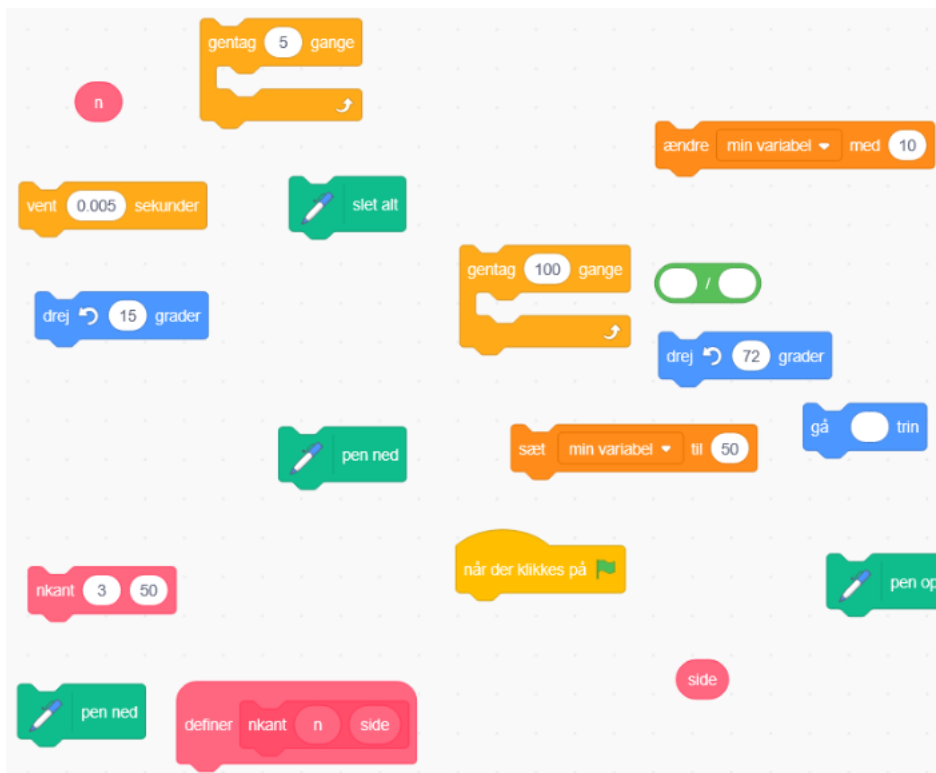 gentag 5 gange
n
ændre min variabel med 10
vent 0.005 sekunder
slet alt
gentag 100 gange
/
drej 15 grader
drej 72 grader
gå trin
pen ned
sæt min variabel til 50
når der klikkes på
nkant 3 50
pen op
side
pen ned
definer nkant n side